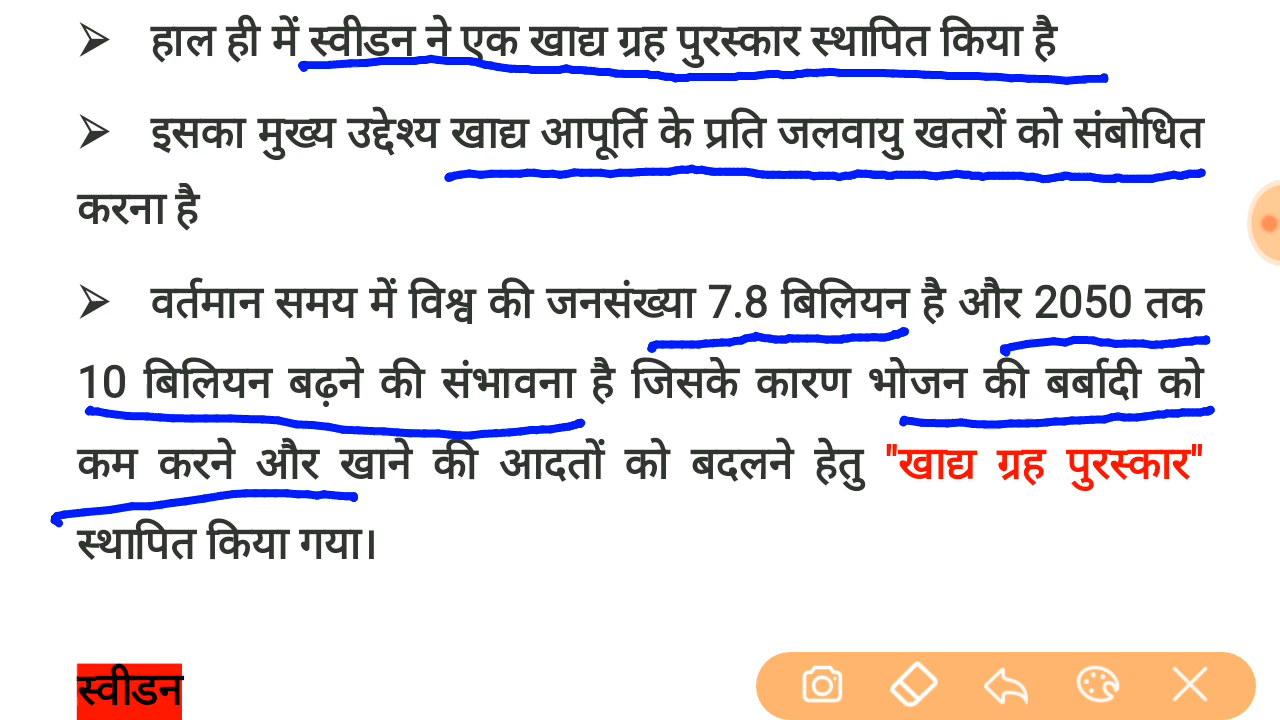 ➢ हाल ही में स्वीडन ने एक खाद्य ग्रह पुरस्कार स्थापित किया है
➢ इसका मुख्य उद्देश्य खाद्य आपूर्ति के प्रति जलवायु खतरों को संबोधित
करना है
➢ वर्तमान समय में विश्व की जनसंख्या 7.8 बिलियन है और 2050 तक
10 बिलियन बढ़ने की संभावना है जिसके कारण भोजन की बर्बादी को
कम करने और खाने की आदतों को बदलने हेतु "खाद्य ग्रह पुरस्कार"
स्थापित किया गया।
स्वीडन